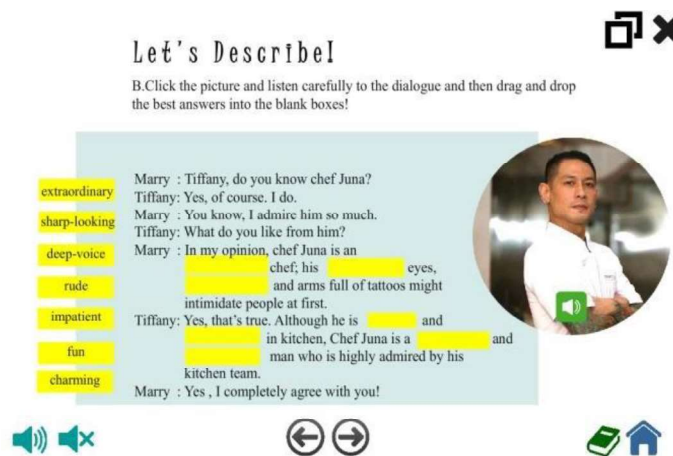 Let's Describe!
B.Click the picture and listen carefully to the dialogue and then drag and drop
the best answers into the blank boxes!
extraordinary
sharp-looking
deep-voice
rude
impatient
fun
charming
Marry : Tiffany, do you know chef Juna?
Tiffany: Yes, of course. I do.
Marry : You know, I admire him so much.
Tiffany: What do you like from him?
Marry : In my opinion, chef Juna is an
chef; his eyes,
and arms full of tattoos might
intimidate people at first.
Tiffany: Yes, that's true. Although he is and
in kitchen, Chef Juna is a and
man who is highly admired by his
kitchen team.
Marry : Yes , I completely agree with you!